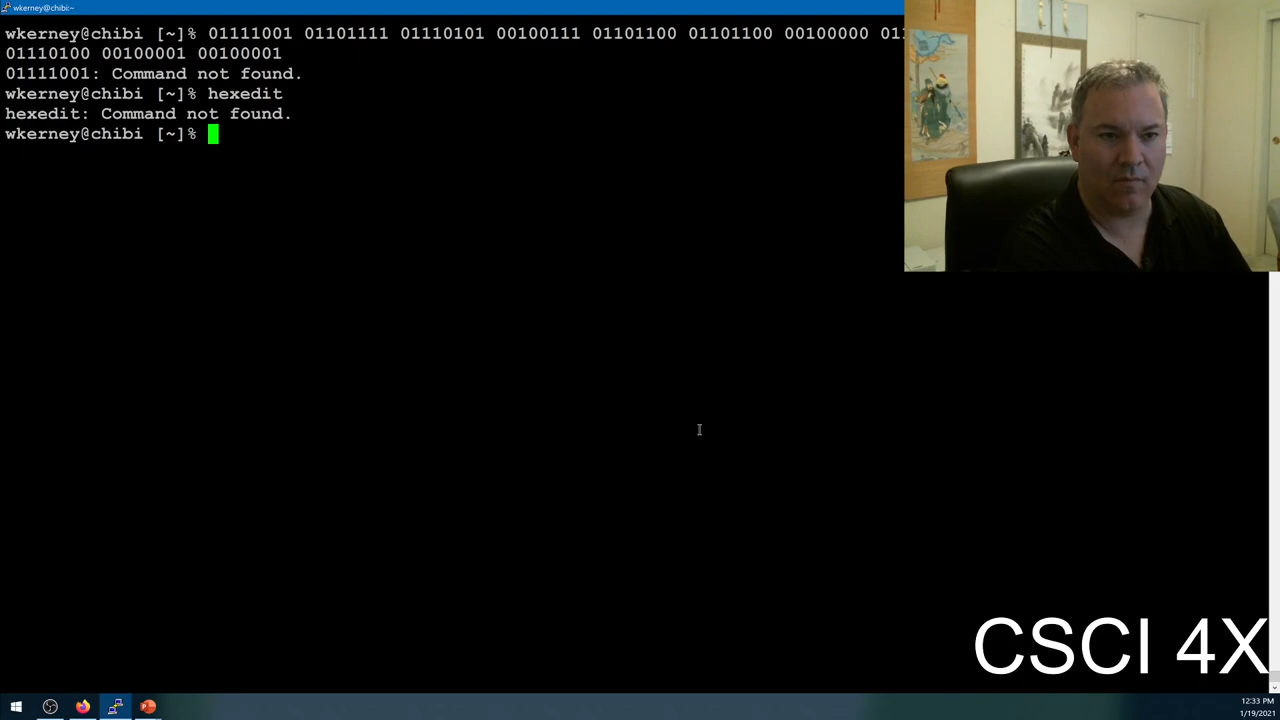 wkerney@chibi:~
wkerney@chibi [~]% 01111001 01101111 01110101 00100111 01101100 01101100 00100000 011
01110100 00100001 00100001
01111001: Command not found.
wkerney@chibi [~]% hexedit
hexedit: Command not found.
wkerney@chibi [~]%
CSCI 4X
12:33 PM
1/19/2021